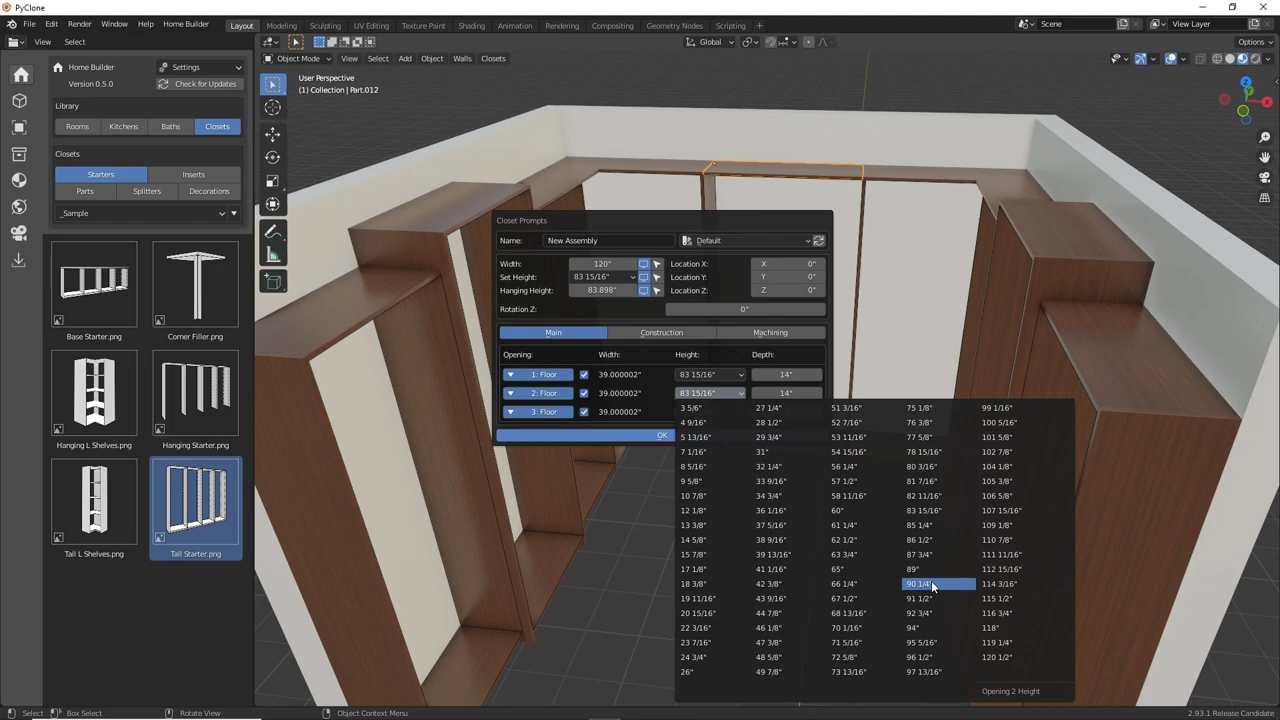 PyClone
File Edit Render Window Help Home Builder Layout Modeling Sculpting UV Editing Texture Paint Shading Animation Rendering Compositing Geometry Nodes Scripting + Scene View Layer
View Select Global Options
Home Builder Settings
Object Mode View Select Add Object Walls Closets
Version 0.5.0 Check for Updates
User Perspective
(1) Collection | Part.012
Library
Rooms Kitchens Baths Closets
Closets
Starters Inserts
Parts Splitters Decorations
_Sample
Base Starter.png Corner Filler.png
Hanging L Shelves.png Hanging Starter.png
Tall L Shelves.png Tall Starter.png
Z
X
Closet Prompts
Name: New Assembly Default
Width: 120" Location X: X 0"
Set Height: 83 15/16" Location Y: Y 0"
Hanging Height: 83.898" Location Z: Z 0"
Rotation Z: 0°
Main Construction Machining
Opening: Width: Height: Depth:
1: Floor 39.000002" 83 15/16" 14"
2: Floor 39.000002" 83 15/16" 14"
3: Floor 39.000002"
OK
3 5/6" 27 1/4" 51 3/16" 75 1/8" 99 1/16"
4 9/16" 28 1/2" 52 7/16" 76 3/8" 100 5/16"
5 13/16" 29 3/4" 53 11/16" 77 5/8" 101 5/8"
7 1/16" 31" 54 15/16" 78 15/16" 102 7/8"
8 5/16" 32 1/4" 56 1/4" 80 3/16" 104 1/8"
9 5/8" 33 9/16" 57 1/2" 81 7/16" 105 3/8"
10 7/8" 34 3/4" 58 11/16" 82 11/16" 106 5/8"
12 1/8" 36 1/16" 60" 83 15/16" 107 15/16"
13 3/8" 37 5/16" 61 1/4" 85 1/4" 109 1/8"
14 5/8" 38 9/16" 62 1/2" 86 1/2" 110 7/8"
15 7/8" 39 13/16" 63 3/4" 87 3/4" 111 11/16"
17 1/8" 41 1/16" 65" 89" 112 15/16"
18 3/8" 42 3/8" 66 1/4" 90 1/4" 114 3/16"
19 11/16" 43 9/16" 67 1/2" 91 1/2" 115 1/2"
20 15/16" 44 7/8" 68 13/16" 92 3/4" 116 3/4"
22 3/16" 46 1/8" 70 1/16" 94" 118"
23 7/16" 47 3/8" 71 5/16" 95 5/16" 119 1/4"
24 3/4" 48 5/8" 72 5/8" 96 1/2" 120 1/2"
26" 49 7/8" 73 13/16" 97 13/16"
Opening 2 Height
Select Box Select Rotate View Object Context Menu 2.93.1 Release Candidate